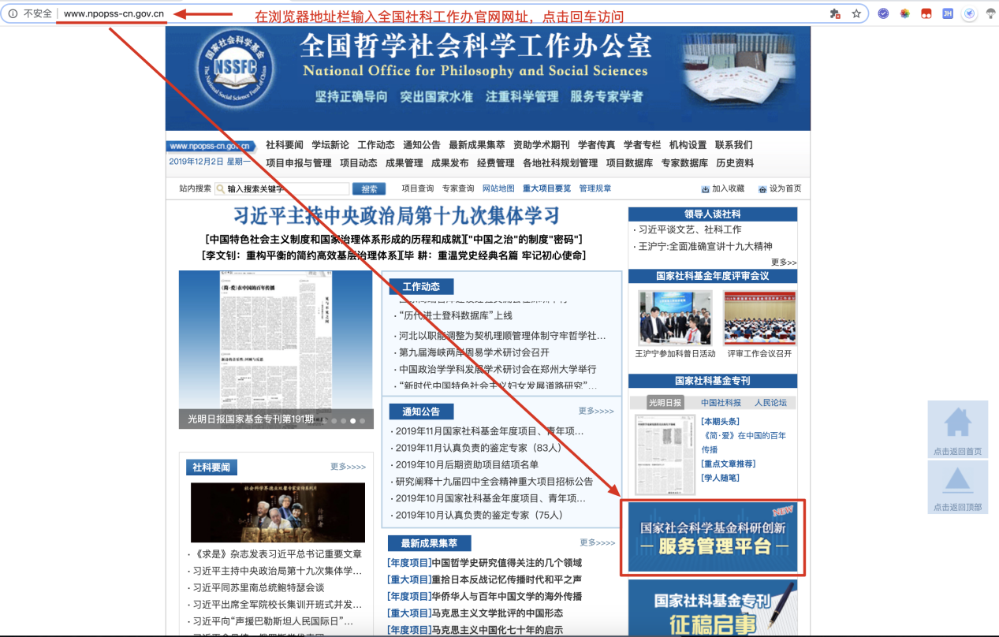 不安全 www.npopss-cn.gov.cn
在浏览器地址栏输入全国社科工作办官网网址，点击回车访问
JH
国家社会科学基金
NSSFC
The National Social Science Fund of China
全国哲学社会科学工作办公室
National Office for Philosophy and Social Sciences
坚持正确导向 突出国家水准 注重科学管理 服务专家学者
www.npopss-cn.gov.cn
2019年12月2日 星期一
社科要闻 学坛新论 工作动态 通知公告 最新成果集萃 资助学术期刊 学者传真 学者专栏 机构设置 联系我们
项目申报与管理 项目动态 成果管理 成果发布 经费管理 各地社科规划管理 项目数据库 专家数据库 历史资料
站内搜索 输入搜索关键字 搜索 项目查询 专家查询 网站地图 重大项目要览 管理规章 加入收藏 设为首页
习近平主持中央政治局第十九次集体学习
[中国特色社会主义制度和国家治理体系形成的历程和成就]["中国之治"的制度"密码"]
[李文钊：重构平衡的简约高效基层治理体系][毕 耕：重温党史经典名篇 牢记初心使命]
《简·爱》在中国的百年传播
光明日报国家基金专刊第191期
社科要闻 更多>>>>
· 《求是》杂志发表习近平总书记重要文章
· 习近平主持中央政治局第十九次集体学…
· 习近平同苏里南总统鲍特瑟会谈
· 习近平出席全军院校长集训开班式并发…
· 习近平向“声援巴勒斯坦人民国际日”…
工作动态
· “历代进士登科数据库”上线
· 河北以职能调整为契机理顺管理体制守牢哲学社…
· 第九届海峡两岸周易学术研讨会召开
· 中国政治学学科发展学术研讨会在郑州大学举行
· “新时代中国特色社会主义妇女发展道路研究”…
通知公告 更多>>>>
· 2019年11月国家社科基金年度项目、青年项…
· 2019年11月认真负责的鉴定专家（83人）
· 2019年10月后期资助项目结项名单
· 研究阐释十九届四中全会精神重大项目招标公告
· 2019年10月国家社科基金年度项目、青年项…
· 2019年10月认真负责的鉴定专家（75人）
最新成果集萃 更多>>>>
[年度项目]中国哲学史研究值得关注的几个领域
[重大项目]重拾日本反战记忆传播时代和平之声
[年度项目]华侨华人与百年中国文学的海外传播
[重大项目]马克思主义文学批评的中国形态
[年度项目]马克思主义中国化七十年的启示
领导人谈社科
· 习近平谈文艺、社科工作
· 王沪宁:全面准确宣讲十九大精神
更多>>
国家社科基金年度评审会议
王沪宁参加科普日活动 评审工作会议召开
国家社科基金专刊
光明日报 中国社科报 人民论坛
[本期头条]
《简·爱》在中国的百年
传播
[重点文章推荐]
[学人随笔]
NEW
国家社会科学基金科研创新
服务管理平台
国家社科基金专刊
征稿启事
点击返回首页
点击返回顶部